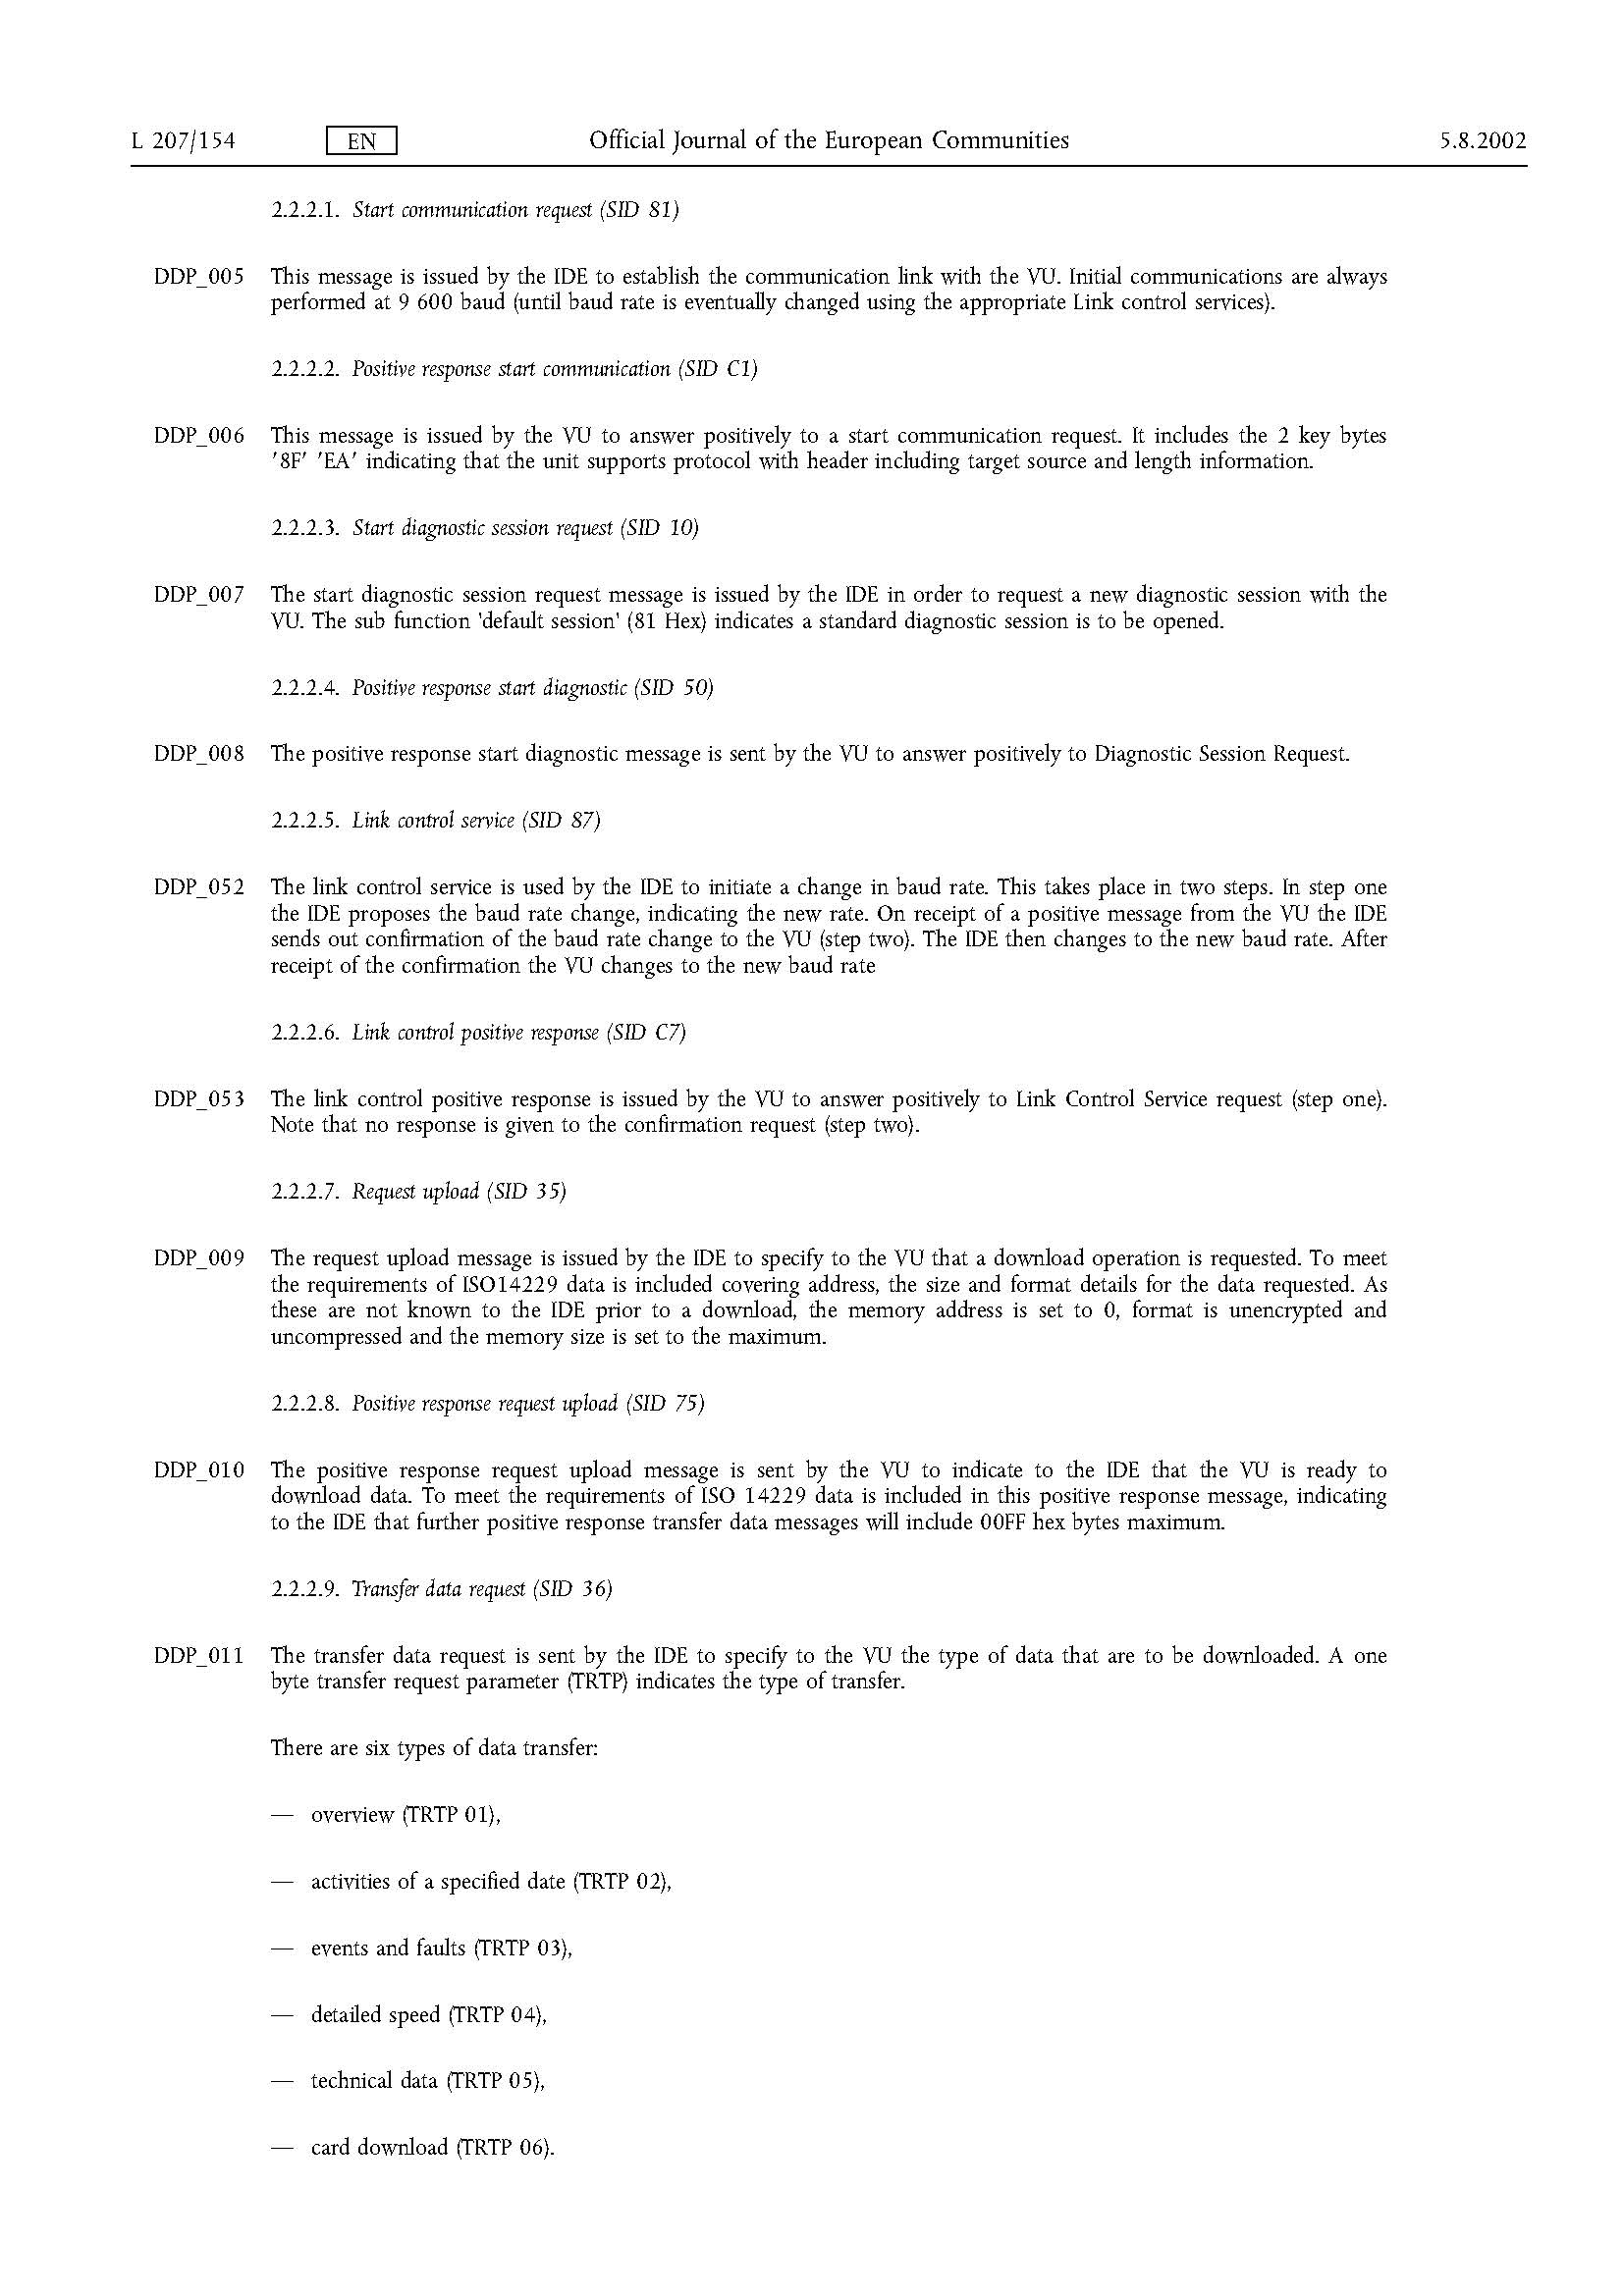 L 207/154 EN Official Journal of the European Communities 5.8.2002
2.2.2.1. Start communication request (SID 81)
DDP_005 This message is issued by the IDE to establish the communication link with the VU. Initial communications are always
performed at 9 600 baud (until baud rate is eventually changed using the appropriate Link control services).
2.2.2.2. Positive response start communication (SID C1)
DDP_006 This message is issued by the VU to answer positively to a start communication request. It includes the 2 key bytes
'8F' 'EA' indicating that the unit supports protocol with header including target source and length information.
2.2.2.3. Start diagnostic session request (SID 10)
DDP_007 The start diagnostic session request message is issued by the IDE in order to request a new diagnostic session with the
VU. The sub function 'default session' (81 Hex) indicates a standard diagnostic session is to be opened.
2.2.2.4. Positive response start diagnostic (SID 50)
DDP_008 The positive response start diagnostic message is sent by the VU to answer positively to Diagnostic Session Request.
2.2.2.5. Link control service (SID 87)
DDP_052 The link control service is used by the IDE to initiate a change in baud rate. This takes place in two steps. In step one
the IDE proposes the baud rate change, indicating the new rate. On receipt of a positive message from the VU the IDE
sends out confirmation of the baud rate change to the VU (step two). The IDE then changes to the new baud rate. After
receipt of the confirmation the VU changes to the new baud rate
2.2.2.6. Link control positive response (SID C7)
DDP_053 The link control positive response is issued by the VU to answer positively to Link Control Service request (step one).
Note that no response is given to the confirmation request (step two).
2.2.2.7. Request upload (SID 35)
DDP_009 The request upload message is issued by the IDE to specify to the VU that a download operation is requested. To meet
the requirements of ISO14229 data is included covering address, the size and format details for the data requested. As
these are not known to the IDE prior to a download, the memory address is set to 0, format is unencrypted and
uncompressed and the memory size is set to the maximum.
2.2.2.8. Positive response request upload (SID 75)
DDP_010 The positive response request upload message is sent by the VU to indicate to the IDE that the VU is ready to
download data. To meet the requirements of ISO 14229 data is included in this positive response message, indicating
to the IDE that further positive response transfer data messages will include 00FF hex bytes maximum.
2.2.2.9. Transfer data request (SID 36)
DDP_011 The transfer data request is sent by the IDE to specify to the VU the type of data that are to be downloaded. A one
byte transfer request parameter (TRTP) indicates the type of transfer.
There are six types of data transfer:
— overview (TRTP 01),
— activities of a specified date (TRTP 02),
— events and faults (TRTP 03),
— detailed speed (TRTP 04),
— technical data (TRTP 05),
— card download (TRTP 06).